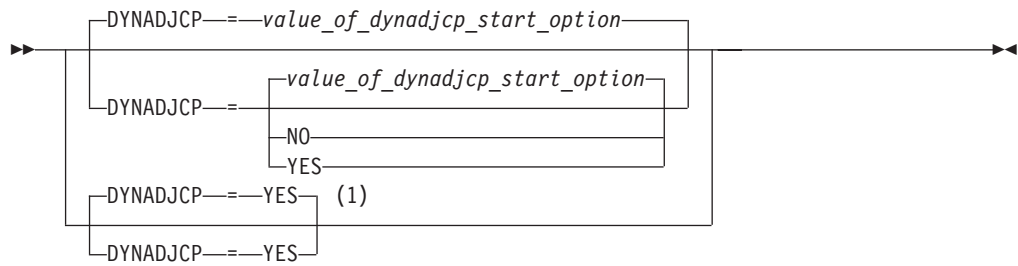 DYNADJCP = value_of_dynadjcp_start_option
value_of_dynadjcp_start_option
DYNADJCP =
NO
YES
DYNADJCP = YES (1)
DYNADJCP = YES